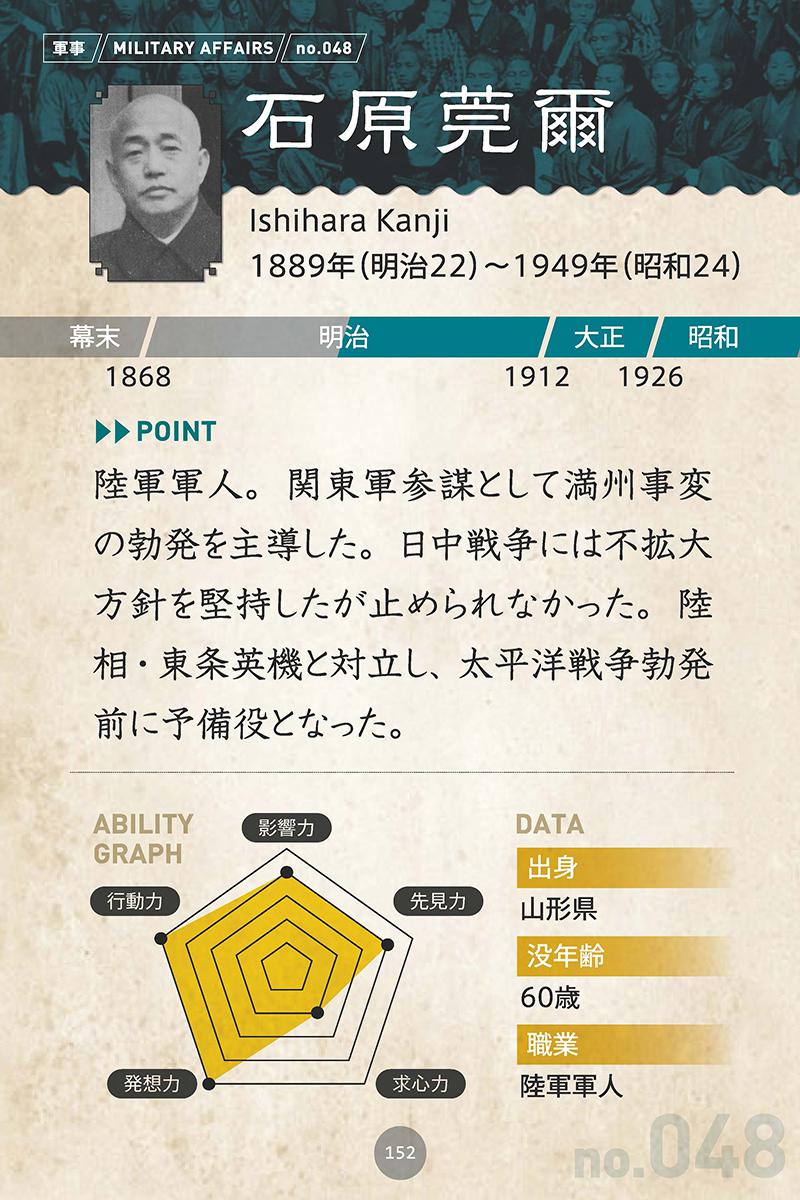 軍事 MILITARY AFFAIRS no.048
石原莞爾
Ishihara Kanji
1889年(明治22)～1949年(昭和24)
幕末 明治 大正 昭和
1868 1912 1926
POINT
陸軍軍人。関東軍参謀として満州事変
の勃発を主導した。日中戦争には不拡大
方針を堅持したが止められなかった。陸
相・東条英機と対立し、太平洋戦争勃発
前に予備役となった。
ABILITY
GRAPH
影響力
行動力
先見力
発想力
求心力
DATA
出身
山形県
没年齢
60歳
職業
陸軍軍人
152
no.048